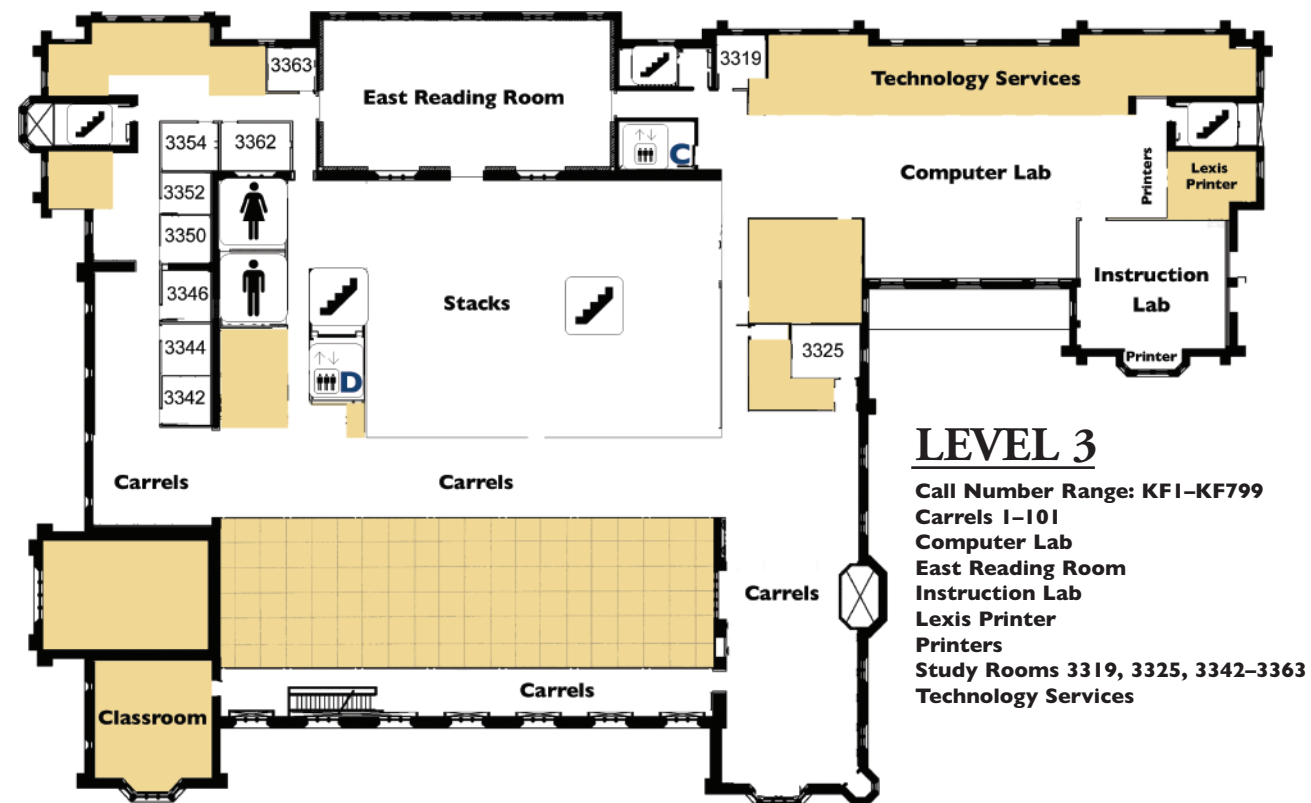 3363
East Reading Room
3319
Technology Services
3354
3362
C
Computer Lab
Printers
Lexis
Printer
3352
3350
3346
Stacks
Instruction
Lab
3344
3325
Printer
D
3342
LEVEL 3
Call Number Range: KF1–KF799
Carrels 1–101
Computer Lab
East Reading Room
Instruction Lab
Lexis Printer
Printers
Study Rooms 3319, 3325, 3342–3363
Technology Services
Carrels
Carrels
Carrels
Carrels
Classroom